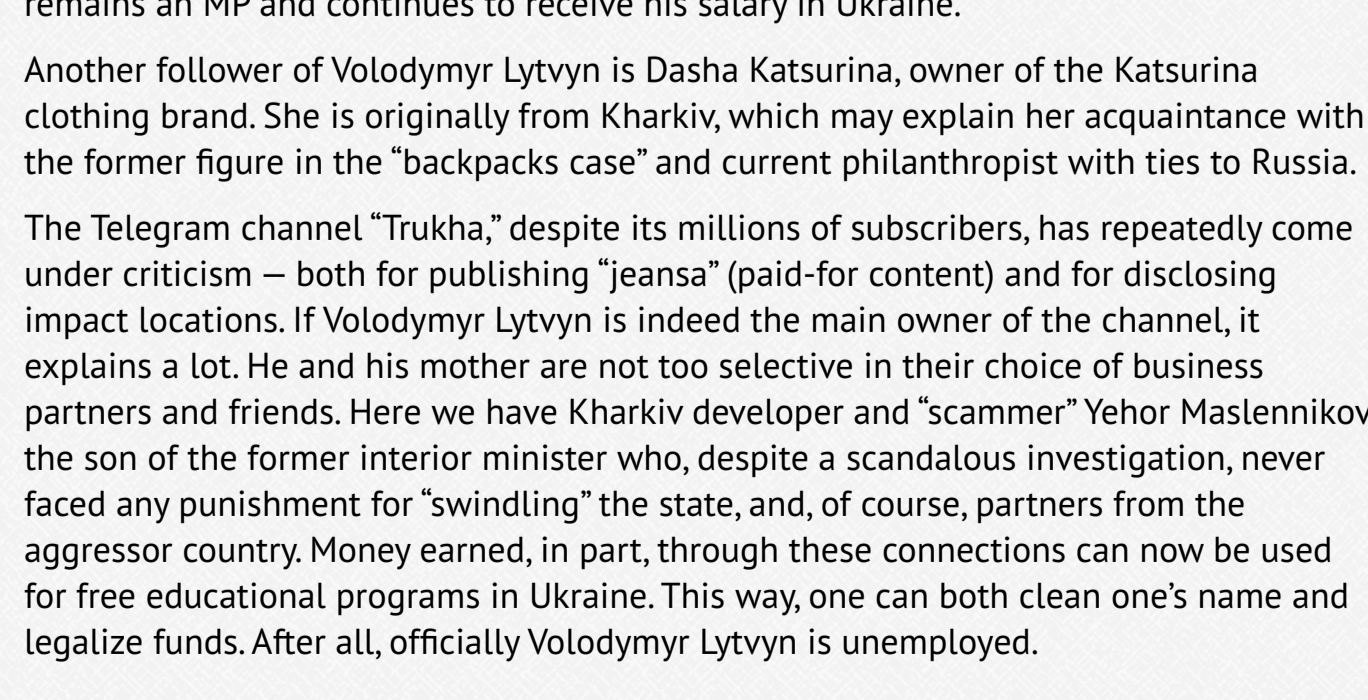 remains an MP and continues to receive his salary in Ukraine.
Another follower of Volodymyr Lytvyn is Dasha Katsurina, owner of the Katsurina
clothing brand. She is originally from Kharkiv, which may explain her acquaintance with
the former figure in the “backpacks case” and current philanthropist with ties to Russia.
The Telegram channel “Trukha,” despite its millions of subscribers, has repeatedly come
under criticism — both for publishing “jeansa” (paid-for content) and for disclosing
impact locations. If Volodymyr Lytvyn is indeed the main owner of the channel, it
explains a lot. He and his mother are not too selective in their choice of business
partners and friends. Here we have Kharkiv developer and “scammer” Yehor Maslennikov
the son of the former interior minister who, despite a scandalous investigation, never
faced any punishment for “swindling” the state, and, of course, partners from the
aggressor country. Money earned, in part, through these connections can now be used
for free educational programs in Ukraine. This way, one can both clean one’s name and
legalize funds. After all, officially Volodymyr Lytvyn is unemployed.